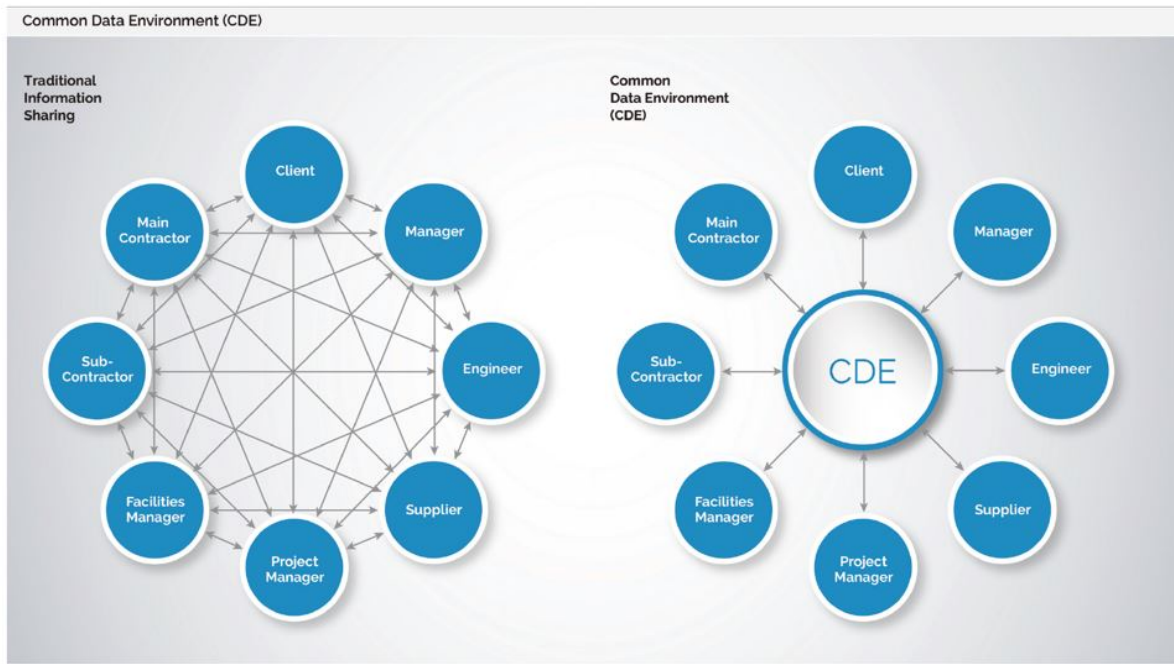 Common Data Environment (CDE)
Traditional
Information
Sharing
Client
Main
Contractor
Manager
Sub-
Contractor
Engineer
Facilities
Manager
Supplier
Project
Manager
Common
Data Environment
(CDE)
Client
Main
Contractor
Manager
Sub-
Contractor
CDE
Engineer
Facilities
Manager
Supplier
Project
Manager